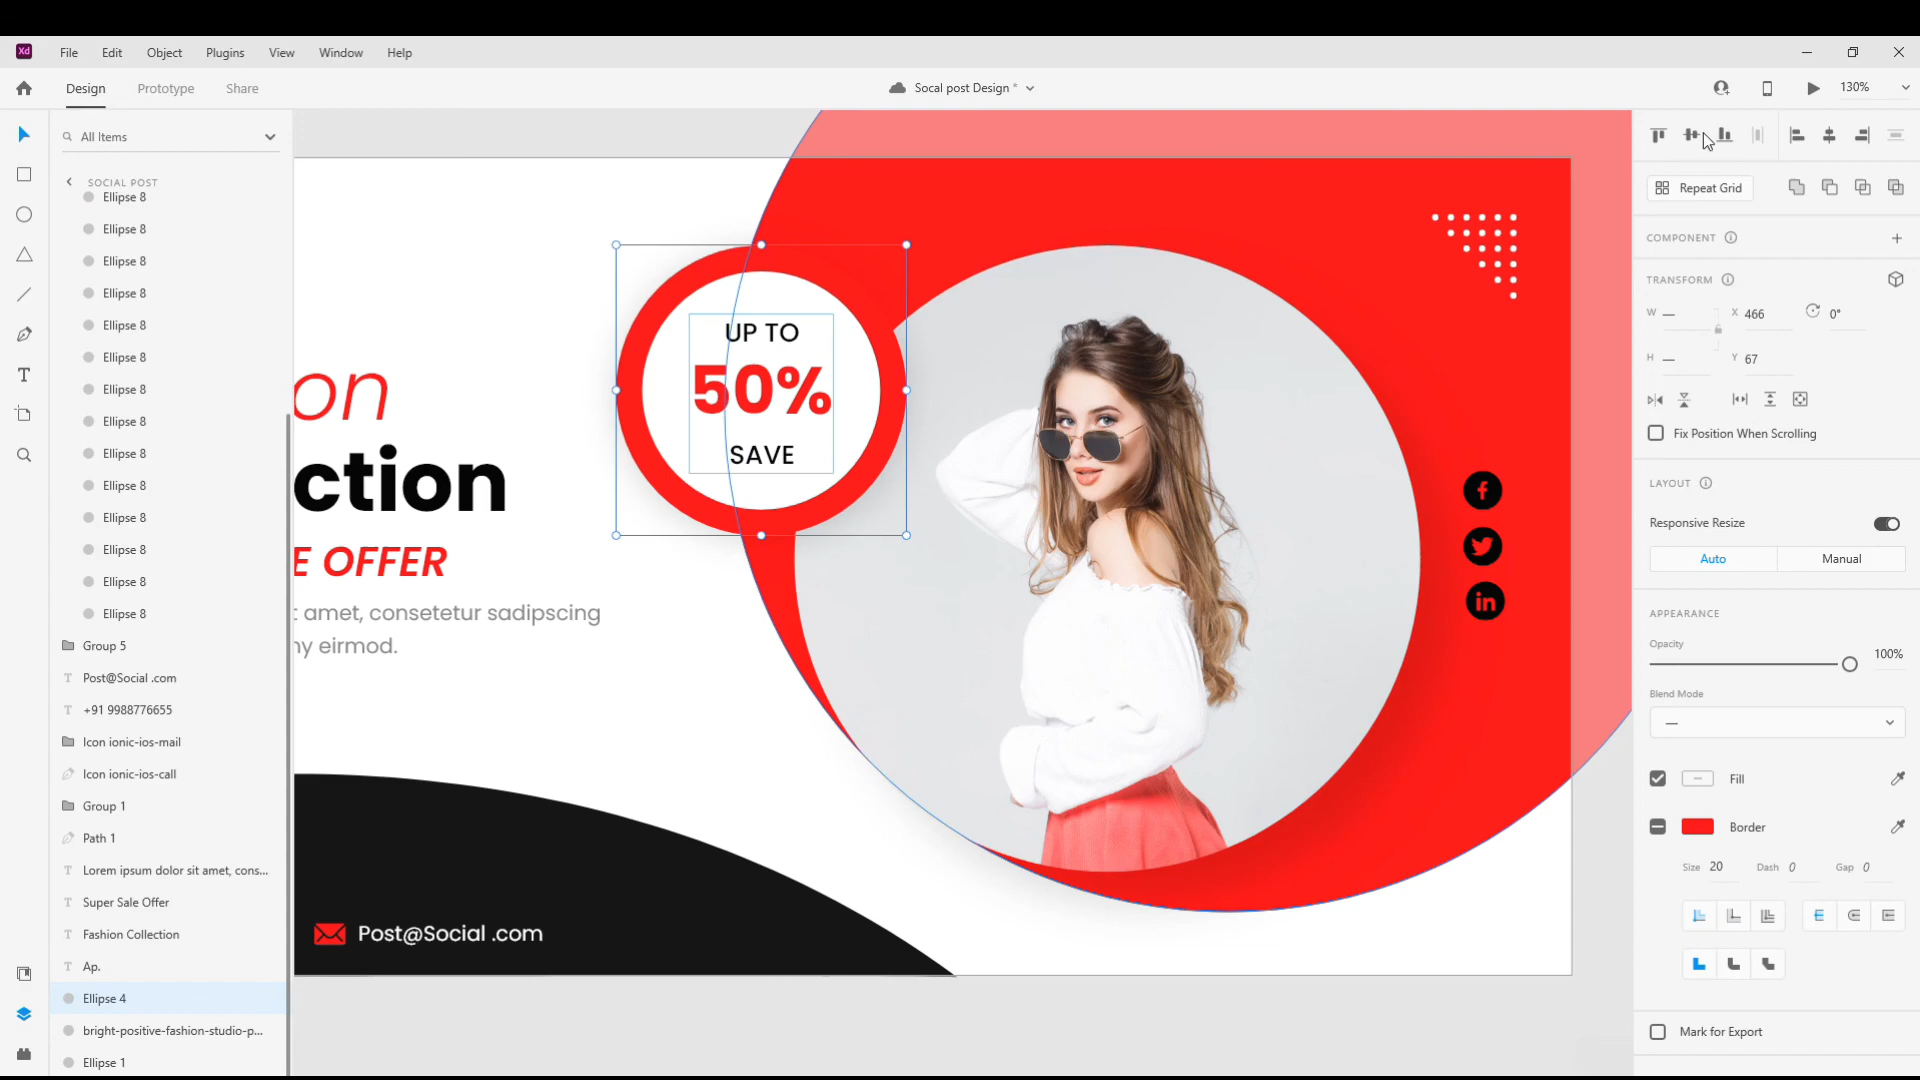 Xd
File
Edit
Object
Plugins
View
Window
Help
Design
Prototype
Share
Socal post Design *
130%
All Items
SOCIAL POST
Ellipse 8
Ellipse 8
Ellipse 8
Ellipse 8
Ellipse 8
Ellipse 8
Ellipse 8
Ellipse 8
Ellipse 8
Ellipse 8
Ellipse 8
Ellipse 8
Ellipse 8
Ellipse 8
Group 5
Post@Social .com
+91 9988776655
Icon ionic-ios-mail
Icon ionic-ios-call
Group 1
Path 1
Lorem ipsum dolor sit amet, cons...
Super Sale Offer
Fashion Collection
Ap.
Ellipse 4
bright-positive-fashion-studio-p...
Ellipse 1
on
ction
E OFFER
t amet, consetetur sadipscing
ny eirmod.
UP TO
50%
SAVE
f
in
Post@Social .com
Repeat Grid
COMPONENT
TRANSFORM
W —
X 466
0°
H —
Y 67
Fix Position When Scrolling
LAYOUT
Responsive Resize
Auto
Manual
APPEARANCE
Opacity
100%
Blend Mode
—
Fill
Border
Size 20
Dash 0
Gap 0
Mark for Export